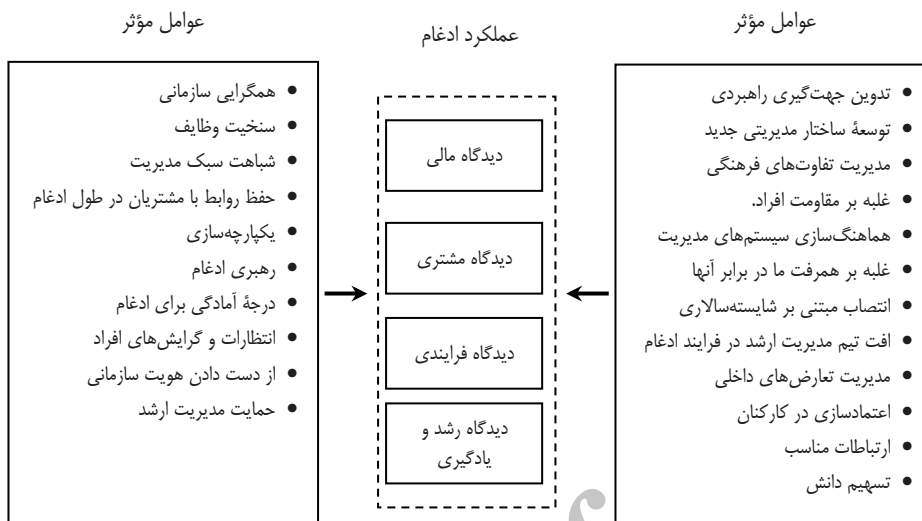 عوامل مؤثر
• تدوین جهت‌گیری راهبردی
• توسعۀ ساختار مدیریتی جدید
• مدیریت تفاوت‌های فرهنگی
• غلبه بر مقاومت افراد.
• هماهنگ‌سازی سیستم‌های مدیریت
• غلبه بر همرفت ما در برابر آنها
• انتصاب مبتنی بر شایسته‌سالاری
• افت تیم مدیریت ارشد در فرایند ادغام
• مدیریت تعارض‌های داخلی
• اعتمادسازی در کارکنان
• ارتباطات مناسب
• تسهیم دانش
عملکرد ادغام
دیدگاه مالی
دیدگاه مشتری
دیدگاه فرایندی
دیدگاه رشد و
یادگیری
عوامل مؤثر
• همگرایی سازمانی
• سنخیت وظایف
• شباهت سبک مدیریت
• حفظ روابط با مشتریان در طول ادغام
• یکپارچه‌سازی
• رهبری ادغام
• درجۀ آمادگی برای ادغام
• انتظارات و گرایش‌های افراد
• از دست دادن هویت سازمانی
• حمایت مدیریت ارشد